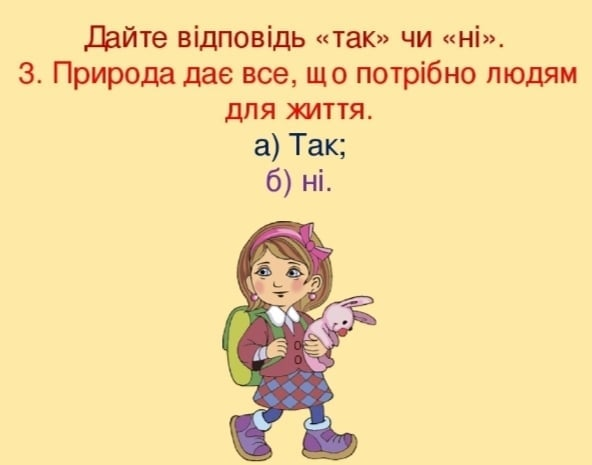 Дайте відповідь «так» чи «ні».
3. Природа дає все, що потрібно людям
для життя.
а) Так;
б) ні.